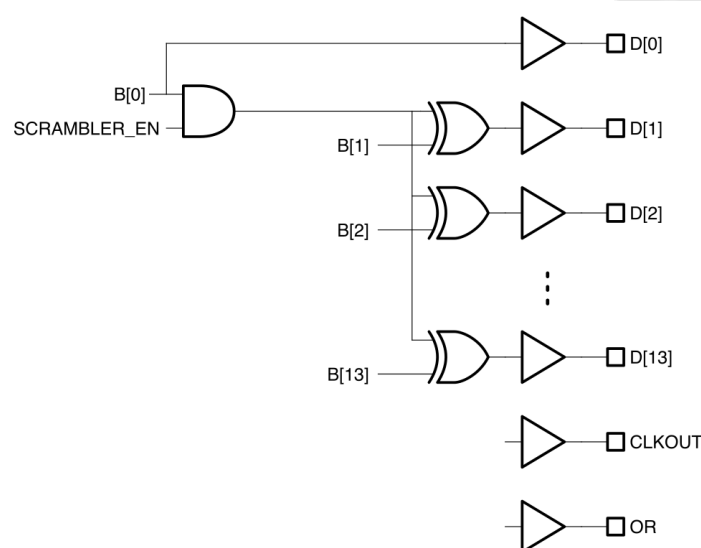 D[0]
B[0]
SCRAMBLER_EN
D[1]
B[1]
D[2]
B[2]
D[13]
B[13]
CLKOUT
OR